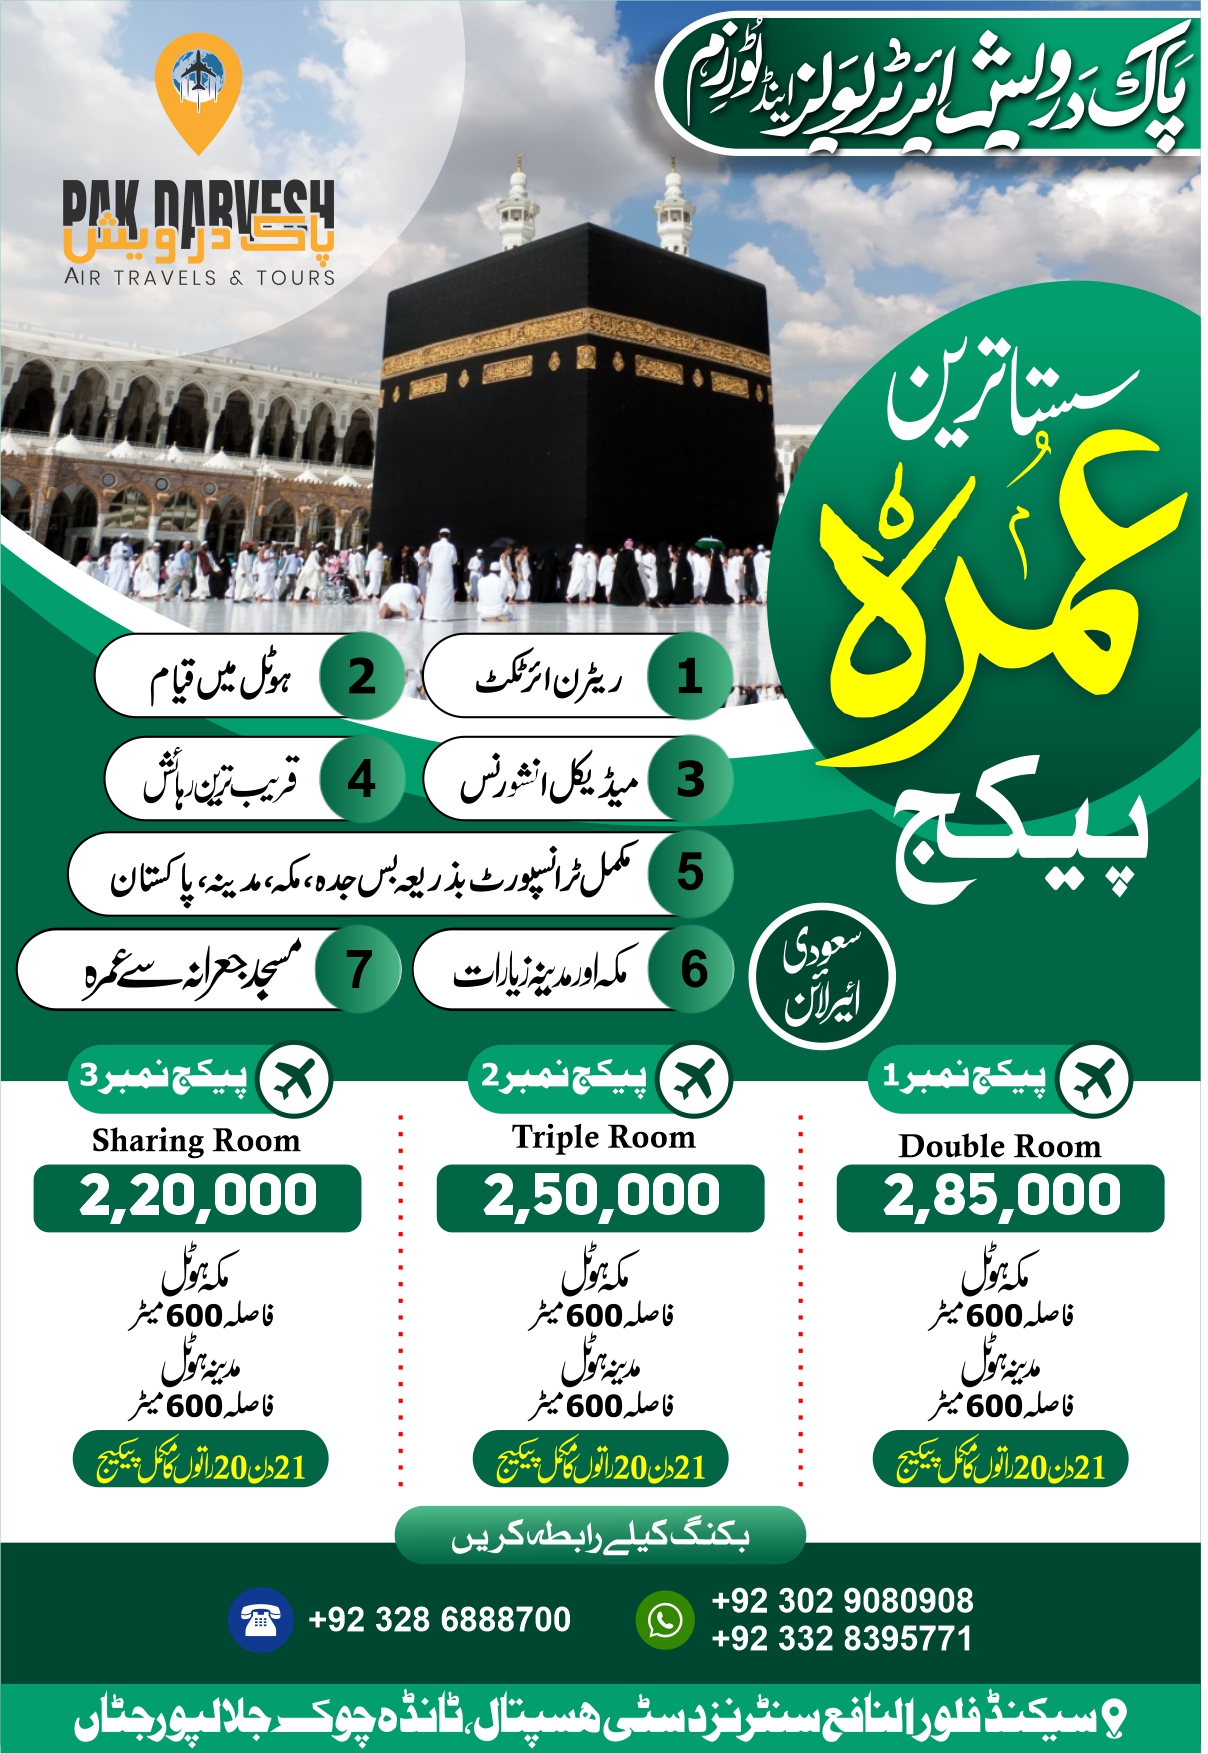 پاک درویش ائیر ٹریولز اینڈ ٹورزم
PAK DARVESH
پاک درویش
AIR TRAVELS & TOURS
سستا ترین
عمرہ
پیکج
1 ریٹرن ائر ٹکٹ
2 ہوٹل میں قیام
3 میڈیکل انشورنس
4 قریب ترین رہائش
5 مکمل ٹرانسپورٹ بذریعہ بس جدہ، مکہ، مدینہ، پاکستان
6 مکہ اور مدینہ زیارات
7 مسجد جعرانہ سے عمرہ
سعودی
ائیرلائن
پیکج نمبر 1
Double Room
2,85,000
مکہ ہوٹل
فاصلہ 600 میٹر
مدینہ ہوٹل
فاصلہ 600 میٹر
21 دن 20 راتوں کا مکمل پیکیج
پیکج نمبر 2
Triple Room
2,50,000
مکہ ہوٹل
فاصلہ 600 میٹر
مدینہ ہوٹل
فاصلہ 600 میٹر
21 دن 20 راتوں کا مکمل پیکیج
پیکج نمبر 3
Sharing Room
2,20,000
مکہ ہوٹل
فاصلہ 600 میٹر
مدینہ ہوٹل
فاصلہ 600 میٹر
21 دن 20 راتوں کا مکمل پیکیج
بکنگ کیلے رابطہ کریں
+92 328 6888700
+92 302 9080908
+92 332 8395771
سیکنڈ فلور النافع سنٹر نزد سٹی ھسپتال، ٹانڈہ چوک جلالپور جٹاں